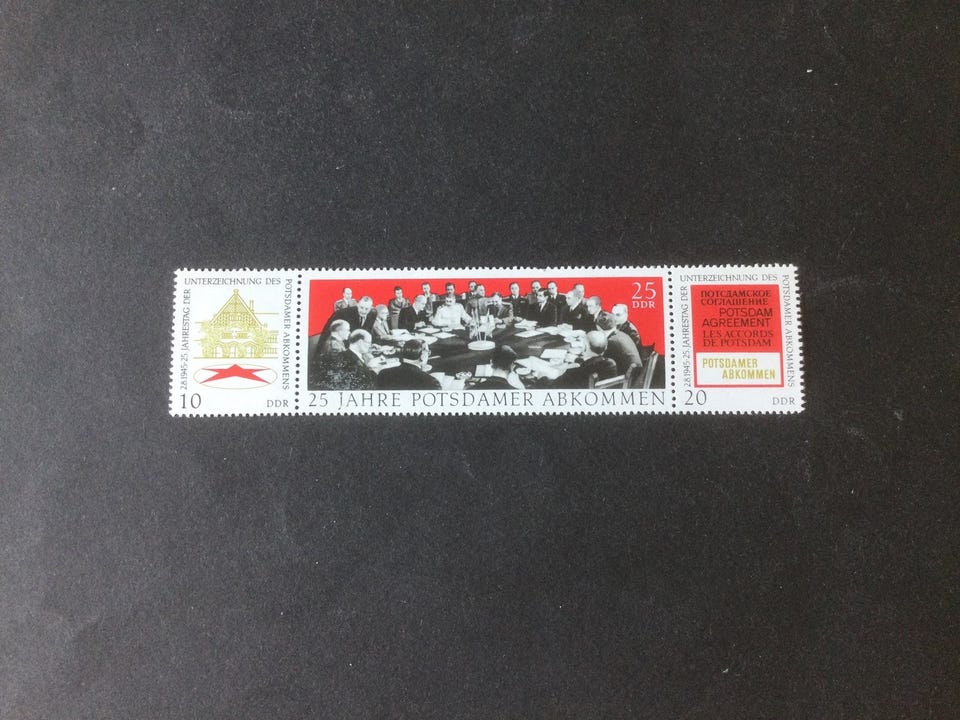 2.8.1945·25 JAHRESTAG DER
UNTERZEICHNUNG DES
POTSDAMER ABKOMMENS
10
DDR
25
DDR
25 JAHRE POTSDAMER ABKOMMEN
2.8.1945·25 JAHRESTAG DER
UNTERZEICHNUNG DES
POTSDAMER ABKOMMENS
ПОТСДАМСКОЕ
СОГЛАШЕНИЕ
POTSDAM
AGREEMENT
LES ACCORDS
DE POTSDAM
POTSDAMER
ABKOMMEN
20
DDR